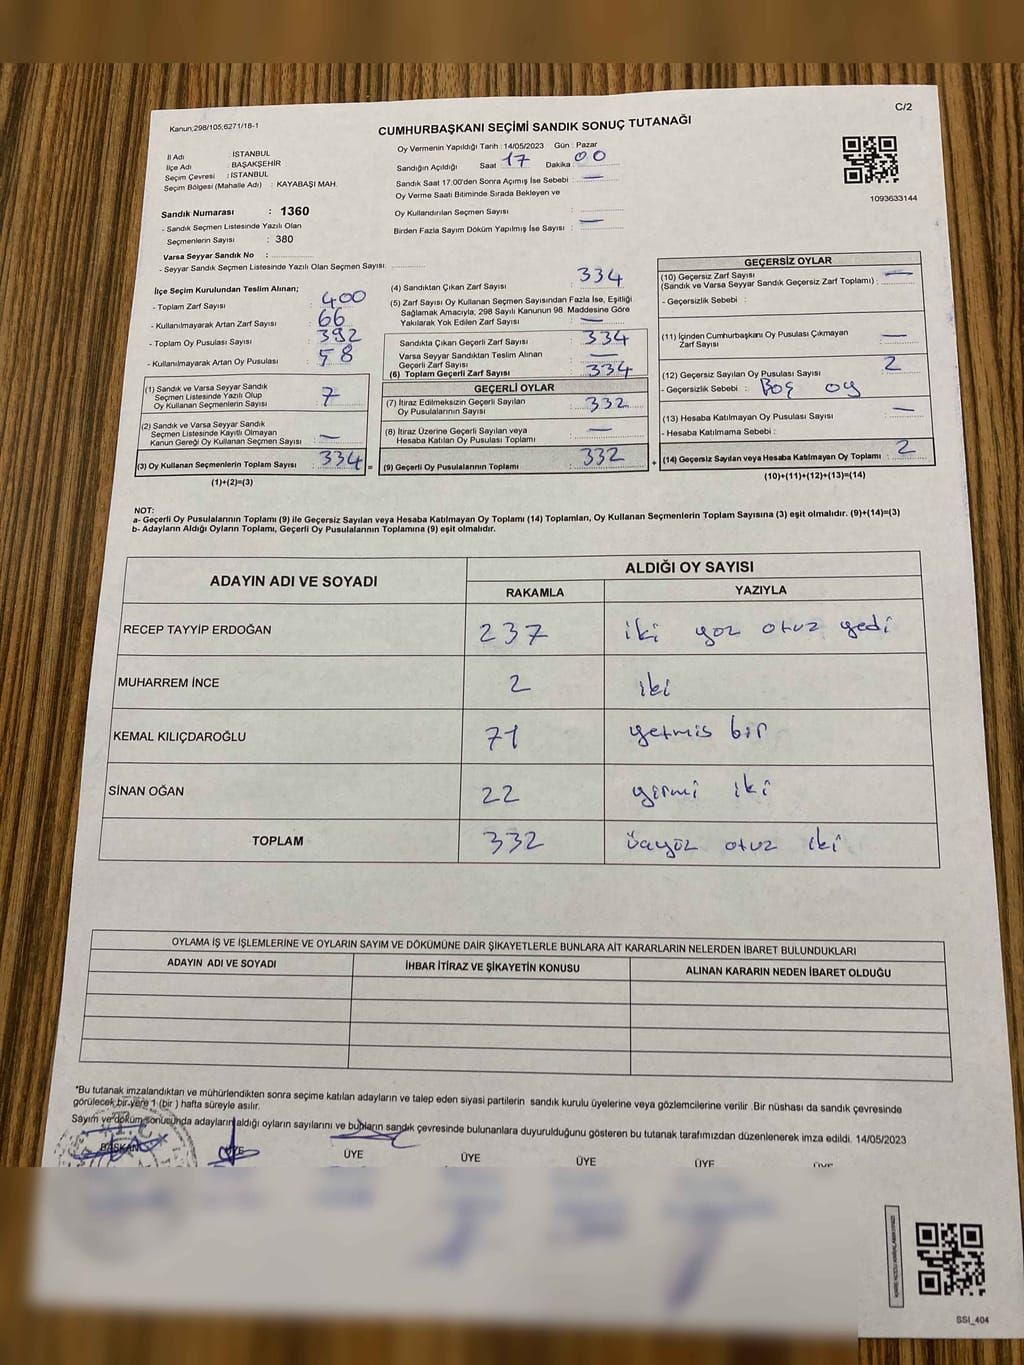 C/2
Kanun;298/105;6271/18-1
CUMHURBAŞKANI SEÇİMİ SANDIK SONUÇ TUTANAĞI
İl Adı : İSTANBUL
İlçe Adı : BAŞAKŞEHİR
Seçim Çevresi : İSTANBUL
Seçim Bölgesi (Mahalle Adı) : KAYABAŞI MAH.
Sandık Numarası : 1360
- Sandık Seçmen Listesinde Yazılı Olan
Seçmenlerin Sayısı : 380
Varsa Seyyar Sandık No :
- Seyyar Sandık Seçmen Listesinde Yazılı Olan Seçmen Sayısı:
Oy Vermenin Yapıldığı Tarih : 14/05/2023 Gün : Pazar
Sandığın Açıldığı Saat : 17 Dakika : 00
Sandık Saat 17:00'den Sonra Açımış İse Sebebi : —
Oy Verme Saati Bitiminde Sırada Bekleyen ve
Oy Kullandırılan Seçmen Sayısı :
Birden Fazla Sayım Döküm Yapılmış İse Sayısı : —
1093633144
İlçe Seçim Kurulundan Teslim Alınan;
- Toplam Zarf Sayısı : 400
- Kullanılmayarak Artan Zarf Sayısı : 66
- Toplam Oy Pusulası Sayısı : 392
- Kullanılmayarak Artan Oy Pusulası : 58
(1) Sandık ve Varsa Seyyar Sandık
Seçmen Listesinde Yazılı Olup
Oy Kullanan Seçmenlerin Sayısı : 7
(2) Sandık ve Varsa Seyyar Sandık
Seçmen Listesinde Kayıtlı Olmayan
Kanun Gereği Oy Kullanan Seçmen Sayısı : —
(3) Oy Kullanan Seçmenlerin Toplam Sayısı : 334 =
(1)+(2)=(3)
(4) Sandıktan Çıkan Zarf Sayısı : 334
(5) Zarf Sayısı Oy Kullanan Seçmen Sayısından Fazla İse, Eşitliği
Sağlamak Amacıyla; 298 Sayılı Kanunun 98. Maddesine Göre
Yakılarak Yok Edilen Zarf Sayısı : —
Sandıkta Çıkan Geçerli Zarf Sayısı : 334
Varsa Seyyar Sandıktan Teslim Alınan
Geçerli Zarf Sayısı : —
(6) Toplam Geçerli Zarf Sayısı : 334
GEÇERLİ OYLAR
(7) İtiraz Edilmeksizin Geçerli Sayılan
Oy Pusulalarının Sayısı : 332
(8) İtiraz Üzerine Geçerli Sayılan veya
Hesaba Katılan Oy Pusulası Toplamı : —
(9) Geçerli Oy Pusulalarının Toplamı : 332 +
GEÇERSİZ OYLAR
(10) Geçersiz Zarf Sayısı
(Sandık ve Varsa Seyyar Sandık Geçersiz Zarf Toplamı) : —
- Geçersizlik Sebebi :
(11) İçinden Cumhurbaşkanı Oy Pusulası Çıkmayan
Zarf Sayısı : —
(12) Geçersiz Sayılan Oy Pusulası Sayısı : 2
- Geçersizlik Sebebi : Boş oy
(13) Hesaba Katılmayan Oy Pusulası Sayısı : —
- Hesaba Katılmama Sebebi :
(14) Geçersiz Sayılan veya Hesaba Katılmayan Oy Toplamı : 2
(10)+(11)+(12)+(13)=(14)
NOT:
a- Geçerli Oy Pusulalarının Toplamı (9) ile Geçersiz Sayılan veya Hesaba Katılmayan Oy Toplamı (14) Toplamları, Oy Kullanan Seçmenlerin Toplam Sayısına (3) eşit olmalıdır. (9)+(14)=(3)
b- Adayların Aldığı Oyların Toplamı, Geçerli Oy Pusulalarının Toplamına (9) eşit olmalıdır.
ADAYIN ADI VE SOYADI
ALDIĞI OY SAYISI
RAKAMLA YAZIYLA
RECEP TAYYİP ERDOĞAN 237 iki yüz otuz yedi
MUHARREM İNCE 2 iki
KEMAL KILIÇDAROĞLU 71 yetmis bir
SİNAN OĞAN 22 yirmi iki
TOPLAM 332 üçyüz otuz iki
OYLAMA İŞ VE İŞLEMLERİNE VE OYLARIN SAYIM VE DÖKÜMÜNE DAİR ŞİKAYETLERLE BUNLARA AİT KARARLARIN NELERDEN İBARET BULUNDUKLARI
ADAYIN ADI VE SOYADI İHBAR İTİRAZ VE ŞİKAYETİN KONUSU ALINAN KARARIN NEDEN İBARET OLDUĞU
*Bu tutanak imzalandıktan ve mühürlendikten sonra seçime katılan adayların ve talep eden siyasi partilerin sandık kurulu üyelerine veya gözlemcilerine verilir .Bir nüshası da sandık çevresinde
görülecek bir yere 1 (bir ) hafta süreyle asılır.
Sayım ve döküm sonucunda adayların aldığı oyların sayılarını ve bunların sandık çevresinde bulunanlara duyurulduğunu gösteren bu tutanak tarafımızdan düzenlenerek imza edildi. 14/05/2023
BAŞKAN ÜYE ÜYE ÜYE ÜYE ÜYE ÜYE
SSI_404